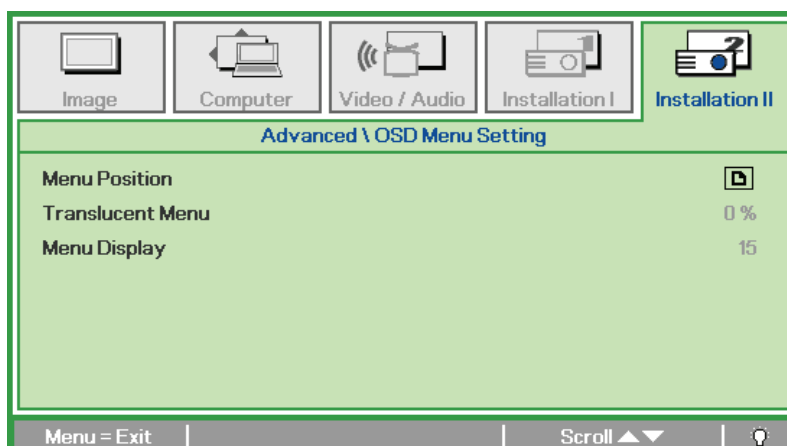 Image Computer Video / Audio Installation I Installation II
Advanced \ OSD Menu Setting
Menu Position
Translucent Menu 0 %
Menu Display 15
Menu = Exit Scroll